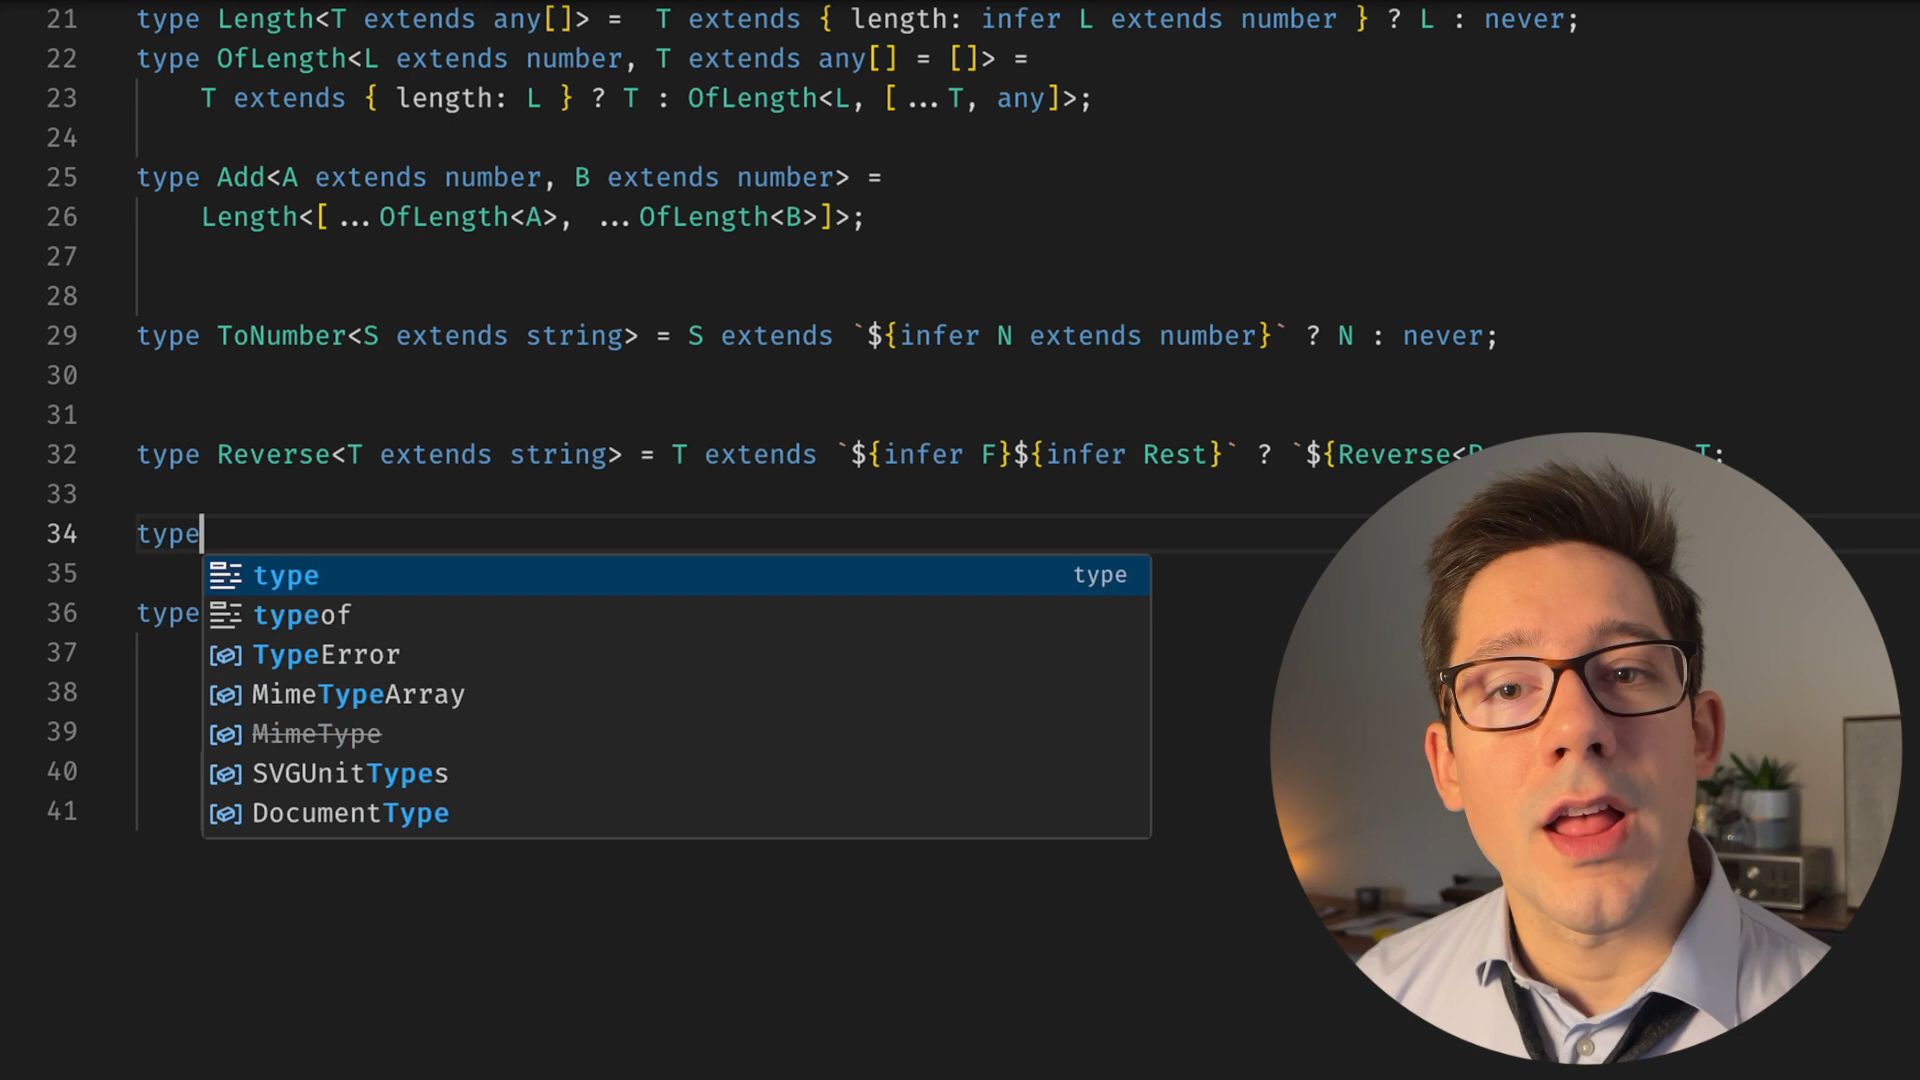 21 type Length<T extends any[]> = T extends { length: infer L extends number } ? L : never;
22 type OfLength<L extends number, T extends any[] = []> =
23 T extends { length: L } ? T : OfLength<L, [...T, any]>;
24
25 type Add<A extends number, B extends number> =
26 Length<[...OfLength<A>, ...OfLength<B>]>;
27
28
29 type ToNumber<S extends string> = S extends `${infer N extends number}` ? N : never;
30
31
32 type Reverse<T extends string> = T extends `${infer F}${infer Rest}` ? `${Reverse< T;
33
34 type
35 type type
typeof
36 type
37 TypeError
38 MimeTypeArray
39 MimeType
40 SVGUnitTypes
41 DocumentType